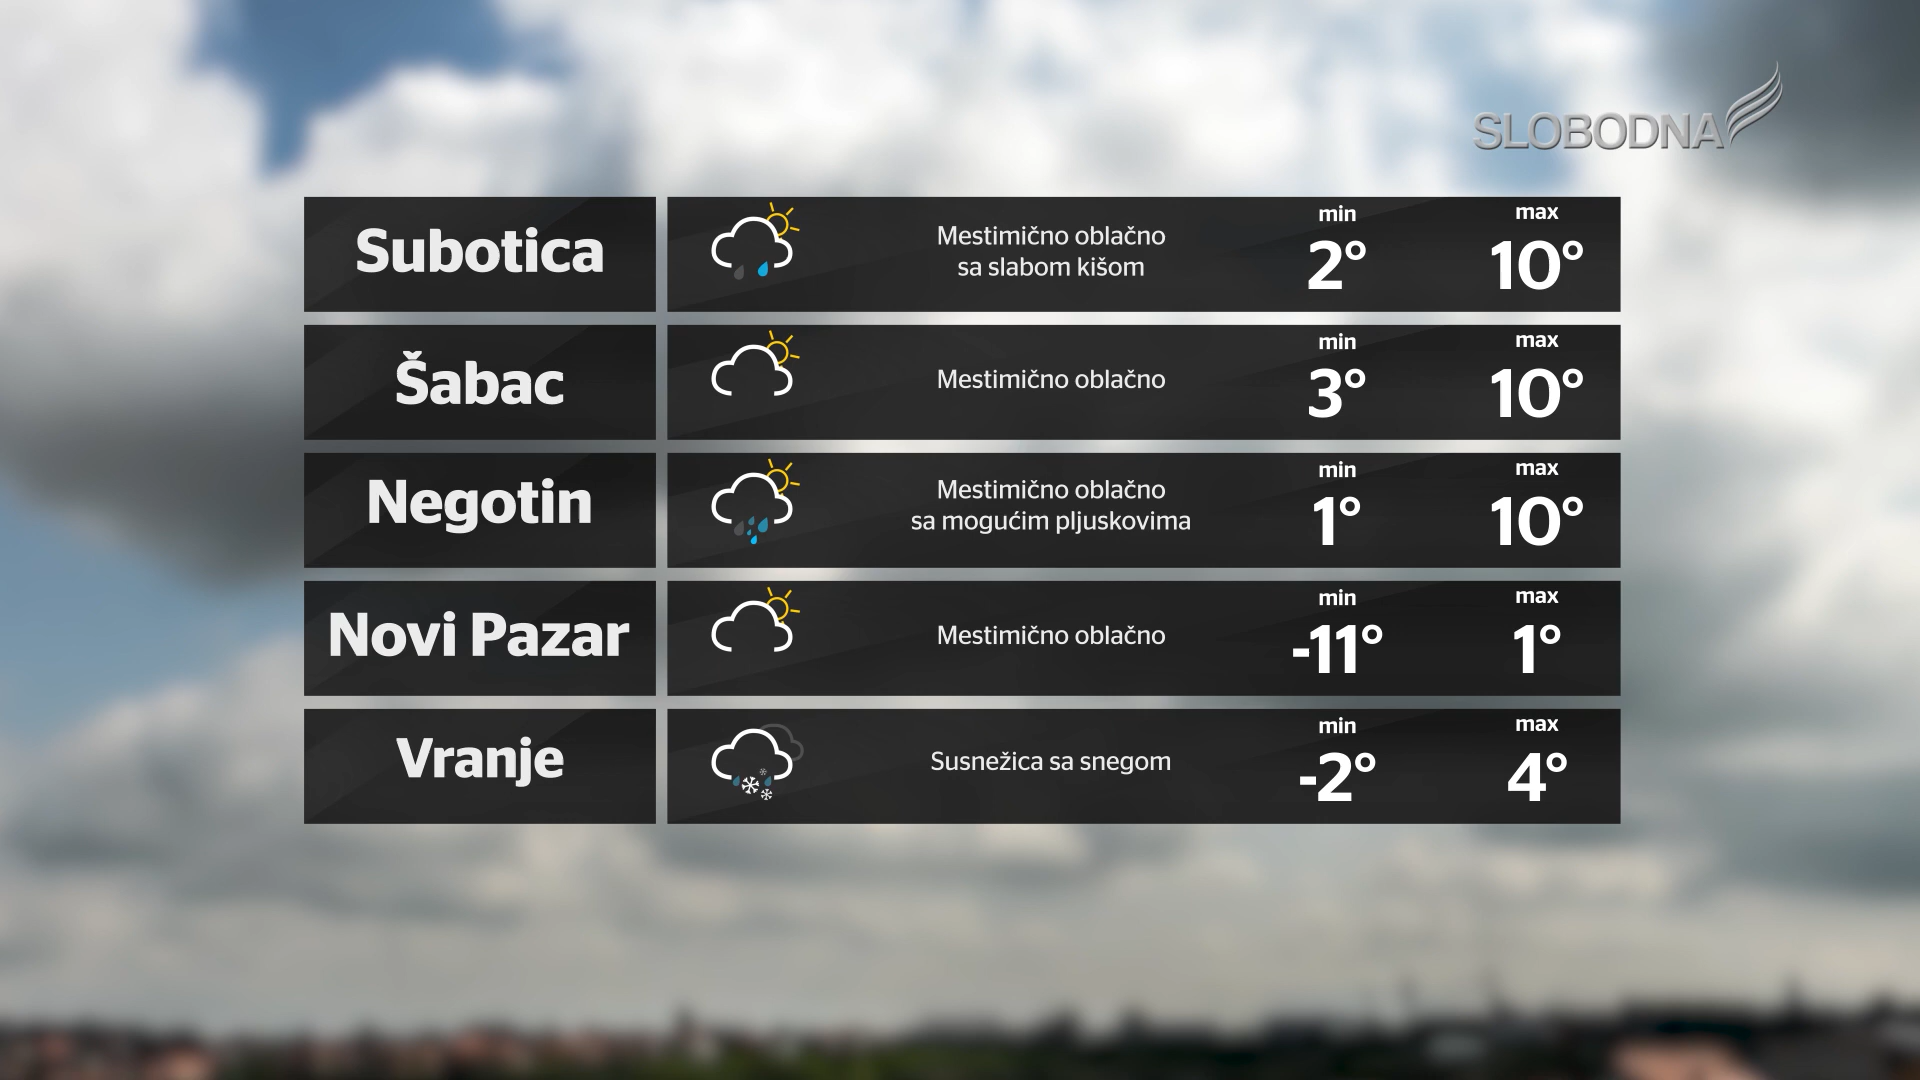 SLOBODNA
Subotica
Mestimično oblačno
sa slabom kišom
min
2°
max
10°
Šabac
Mestimično oblačno
min
3°
max
10°
Negotin
Mestimično oblačno
sa mogućim pljuskovima
min
1°
max
10°
Novi Pazar
Mestimično oblačno
min
-11°
max
1°
Vranje
Susnežica sa snegom
min
-2°
max
4°